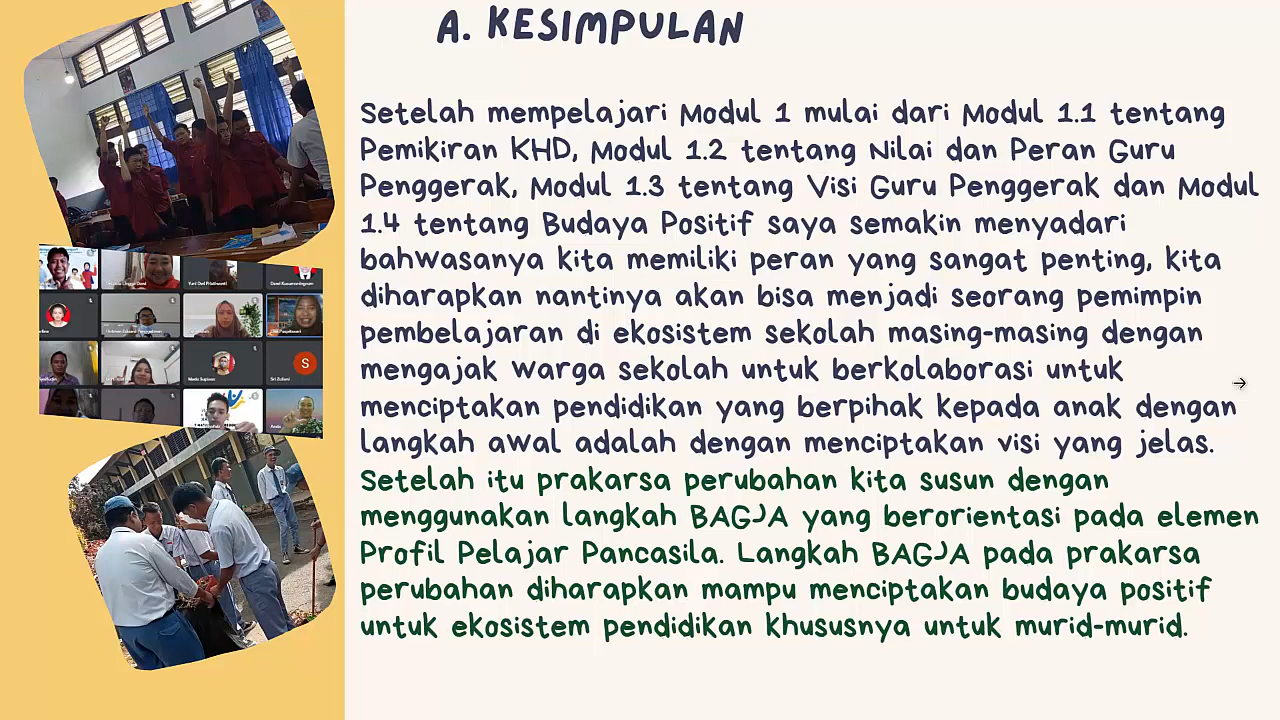 A. KESIMPULAN
Setelah mempelajari Modul 1 mulai dari Modul 1.1 tentang
Pemikiran KHD, Modul 1.2 tentang Nilai dan Peran Guru
Penggerak, Modul 1.3 tentang Visi Guru Penggerak dan Modul
1.4 tentang Budaya Positif saya semakin menyadari
bahwasanya kita memiliki peran yang sangat penting, kita
diharapkan nantinya akan bisa menjadi seorang pemimpin
pembelajaran di ekosistem sekolah masing-masing dengan
mengajak warga sekolah untuk berkolaborasi untuk
menciptakan pendidikan yang berpihak kepada anak dengan
langkah awal adalah dengan menciptakan visi yang jelas.
Setelah itu prakarsa perubahan kita susun dengan
menggunakan langkah BAGJA yang berorientasi pada elemen
Profil Pelajar Pancasila. Langkah BAGJA pada prakarsa
perubahan diharapkan mampu menciptakan budaya positif
untuk ekosistem pendidikan khususnya untuk murid-murid.
S